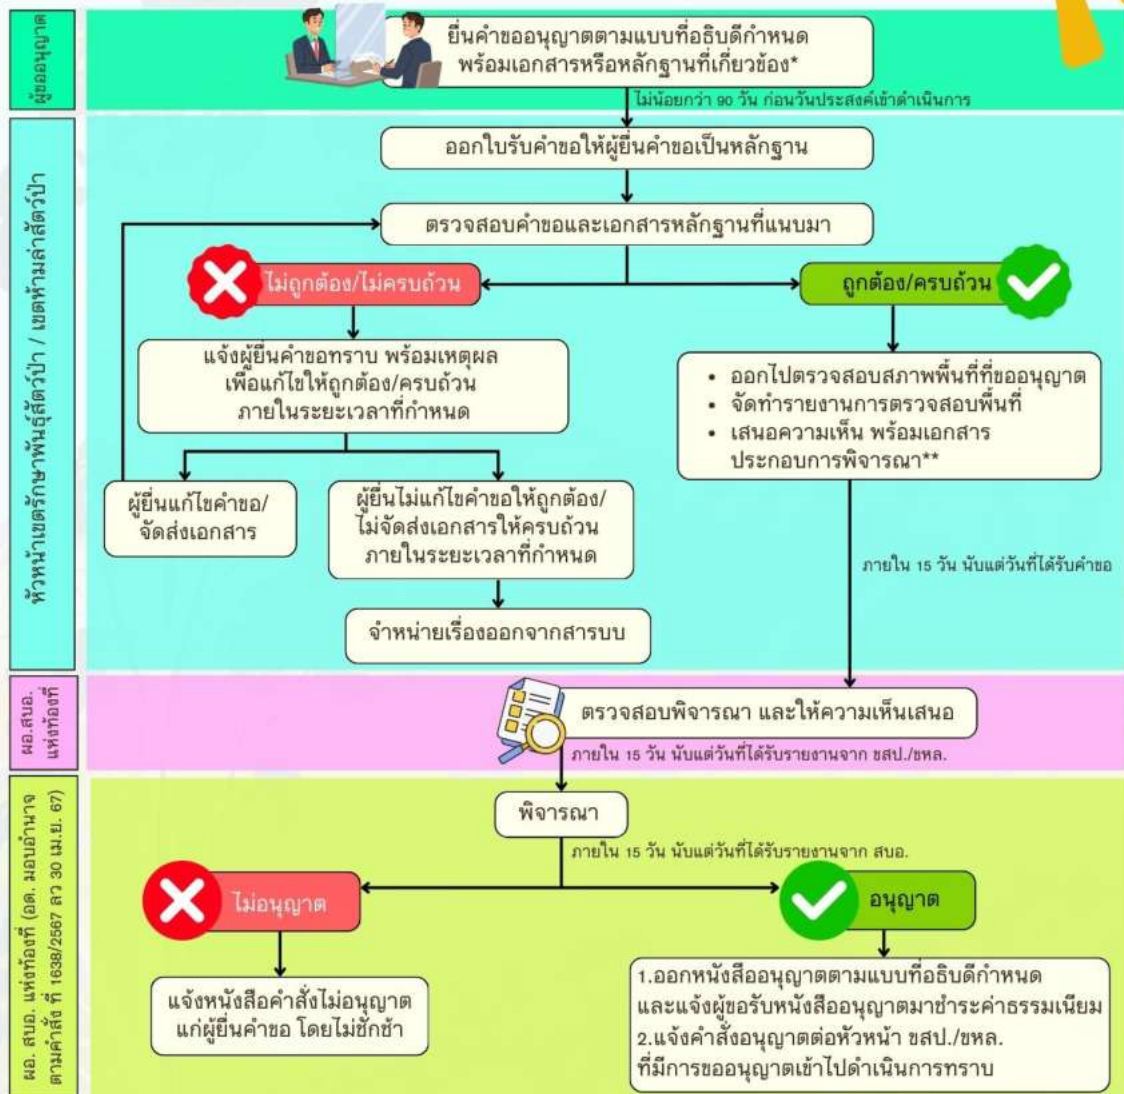 ผู้ขออนุญาต
ยื่นคำขออนุญาตตามแบบที่อธิบดีกำหนด
พร้อมเอกสารหรือหลักฐานที่เกี่ยวข้อง*
ไม่น้อยกว่า 90 วัน ก่อนวันประสงค์เข้าดำเนินการ
หัวหน้าเขตรักษาพันธุ์สัตว์ป่า / เขตห้ามล่าสัตว์ป่า
ออกใบรับคำขอให้ผู้ยื่นคำขอเป็นหลักฐาน
ตรวจสอบคำขอและเอกสารหลักฐานที่แนบมา
ไม่ถูกต้อง/ไม่ครบถ้วน
ถูกต้อง/ครบถ้วน
แจ้งผู้ยื่นคำขอทราบ พร้อมเหตุผล
เพื่อแก้ไขให้ถูกต้อง/ครบถ้วน
ภายในระยะเวลาที่กำหนด
• ออกไปตรวจสอบสภาพพื้นที่ที่ขออนุญาต
• จัดทำรายงานการตรวจสอบพื้นที่
• เสนอความเห็น พร้อมเอกสาร
ประกอบการพิจารณา**
ผู้ยื่นแก้ไขคำขอ/
จัดส่งเอกสาร
ผู้ยื่นไม่แก้ไขคำขอให้ถูกต้อง/
ไม่จัดส่งเอกสารให้ครบถ้วน
ภายในระยะเวลาที่กำหนด
ภายใน 15 วัน นับแต่วันที่ได้รับคำขอ
จำหน่ายเรื่องออกจากสารบบ
ผอ.สบอ.
แห่งท้องที่
ตรวจสอบพิจารณา และให้ความเห็นเสนอ
ภายใน 15 วัน นับแต่วันที่ได้รับรายงานจาก ขสป./ขหล.
ผอ. สบอ. แห่งท้องที่ (อด. มอบอำนาจ
ตามคำสั่ง ที่ 1638/2567 ลว 30 เม.ย. 67)
พิจารณา
ภายใน 15 วัน นับแต่วันที่ได้รับรายงานจาก สบอ.
ไม่อนุญาต
อนุญาต
แจ้งหนังสือคำสั่งไม่อนุญาต
แก่ผู้ยื่นคำขอ โดยไม่ชักช้า
1.ออกหนังสืออนุญาตตามแบบที่อธิบดีกำหนด
และแจ้งผู้ขอรับหนังสืออนุญาตมาชำระค่าธรรมเนียม
2.แจ้งคำสั่งอนุญาตต่อหัวหน้า ขสป./ขหล.
ที่มีการขออนุญาตเข้าไปดำเนินการทราบ